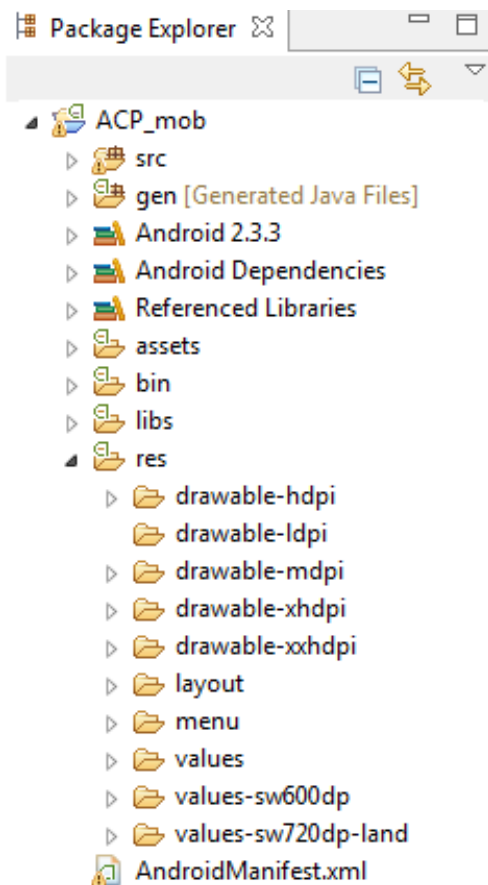 Package Explorer
ACP_mob
src
gen [Generated Java Files]
Android 2.3.3
Android Dependencies
Referenced Libraries
assets
bin
libs
res
drawable-hdpi
drawable-ldpi
drawable-mdpi
drawable-xhdpi
drawable-xxhdpi
layout
menu
values
values-sw600dp
values-sw720dp-land
AndroidManifest.xml